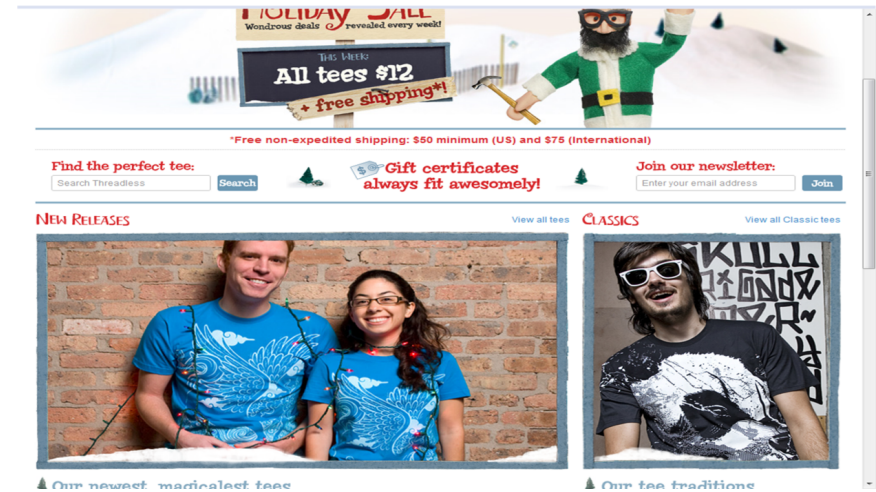 HOLIDAY SALE
Wondrous deals revealed every week!
THIS WEEK:
All tees $12
+ free shipping*!
*Free non-expedited shipping: $50 minimum (US) and $75 (International)
Find the perfect tee:
Search Threadless
Search
$
Gift certificates
always fit awesomely!
Join our newsletter:
Enter your email address
Join
NEW RELEASES
View all tees
CLASSICS
View all Classic tees
SKULL
Our newest, magicalest tees
Our tee traditions